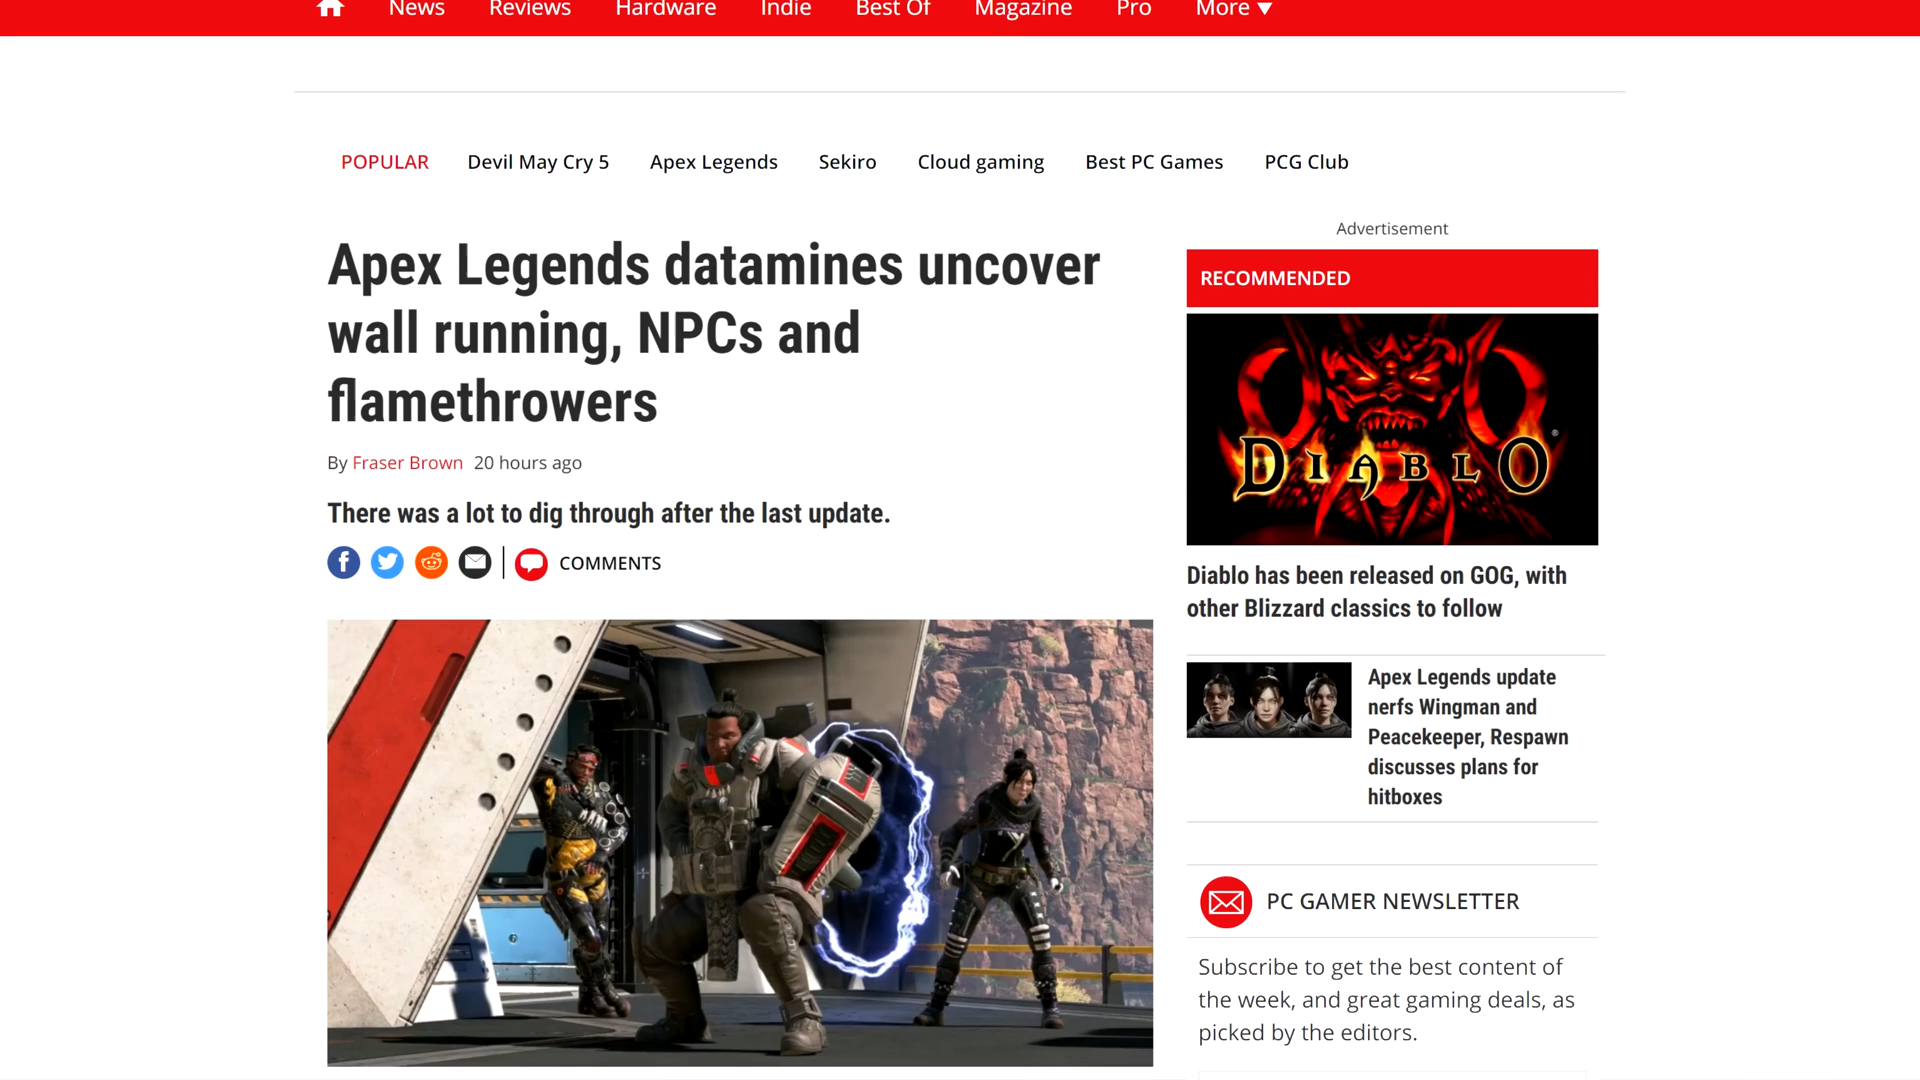 News Reviews Hardware Indie Best Of Magazine Pro More
POPULAR Devil May Cry 5 Apex Legends Sekiro Cloud gaming Best PC Games PCG Club
Apex Legends datamines uncover
wall running, NPCs and
flamethrowers
By Fraser Brown 20 hours ago
There was a lot to dig through after the last update.
COMMENTS
Advertisement
RECOMMENDED
DIABLO
Diablo has been released on GOG, with
other Blizzard classics to follow
Apex Legends update
nerfs Wingman and
Peacekeeper, Respawn
discusses plans for
hitboxes
PC GAMER NEWSLETTER
Subscribe to get the best content of
the week, and great gaming deals, as
picked by the editors.